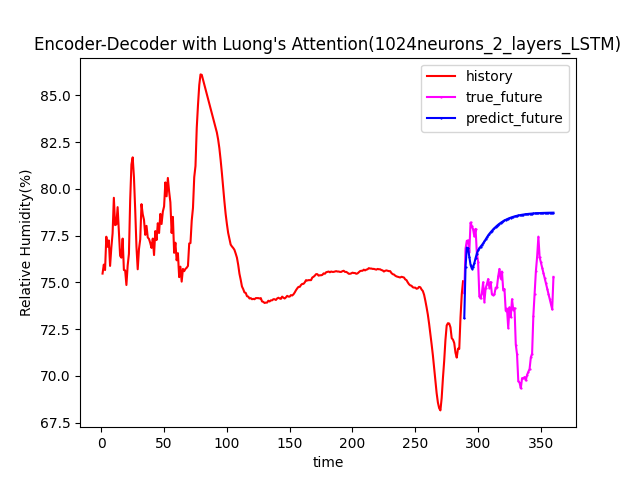 Encoder-Decoder with Luong's Attention(1024neurons_2_layers_LSTM)
history
true_future
predict_future
Relative Humidity(%)
85.0
82.5
80.0
77.5
75.0
72.5
70.0
67.5
0 50 100 150 200 250 300 350
time